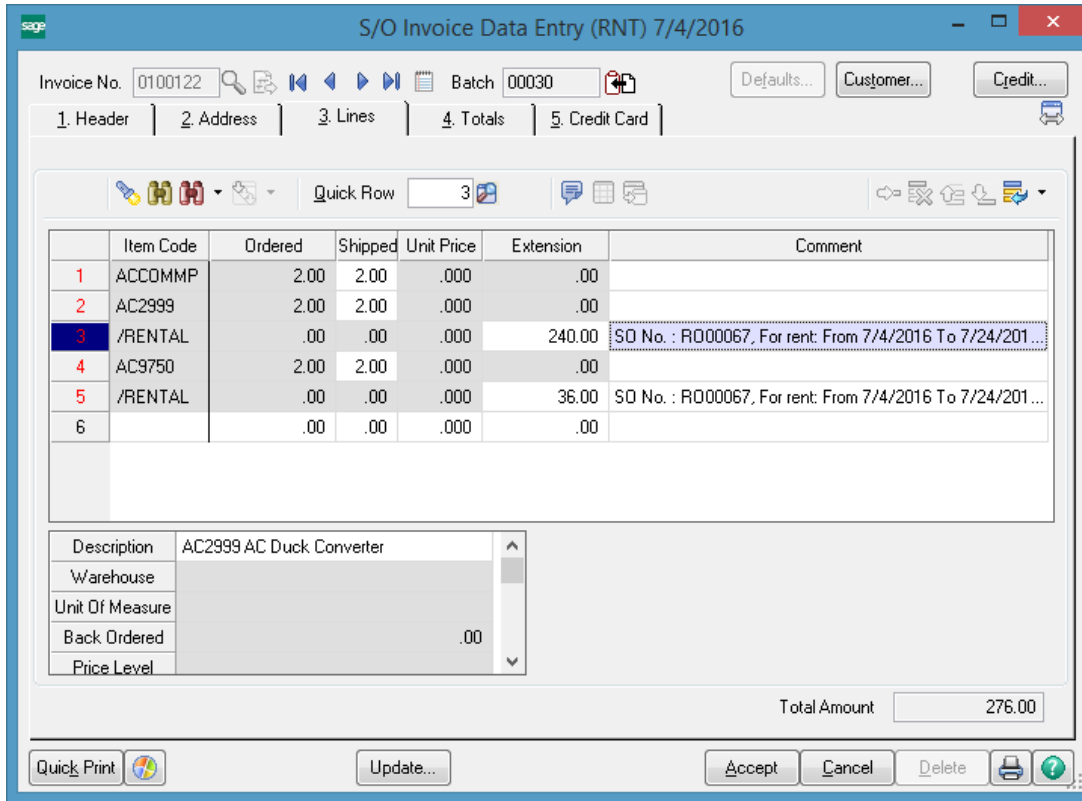 sage S/O Invoice Data Entry (RNT) 7/4/2016
Invoice No. 0100122 Batch 00030 Defaults... Customer... Credit...
1. Header 2. Address 3. Lines 4. Totals 5. Credit Card
Quick Row 3
Item Code Ordered Shipped Unit Price Extension Comment
1 ACCOMMP 2.00 2.00 .000 .00
2 AC2999 2.00 2.00 .000 .00
3 /RENTAL .00 .00 .000 240.00 SO No. : RO00067, For rent: From 7/4/2016 To 7/24/201...
4 AC9750 2.00 2.00 .000 .00
5 /RENTAL .00 .00 .000 36.00 SO No. : RO00067, For rent: From 7/4/2016 To 7/24/201...
6 .00 .00 .000 .00
Description AC2999 AC Duck Converter
Warehouse
Unit Of Measure
Back Ordered .00
Price Level
Total Amount 276.00
Quick Print Update... Accept Cancel Delete